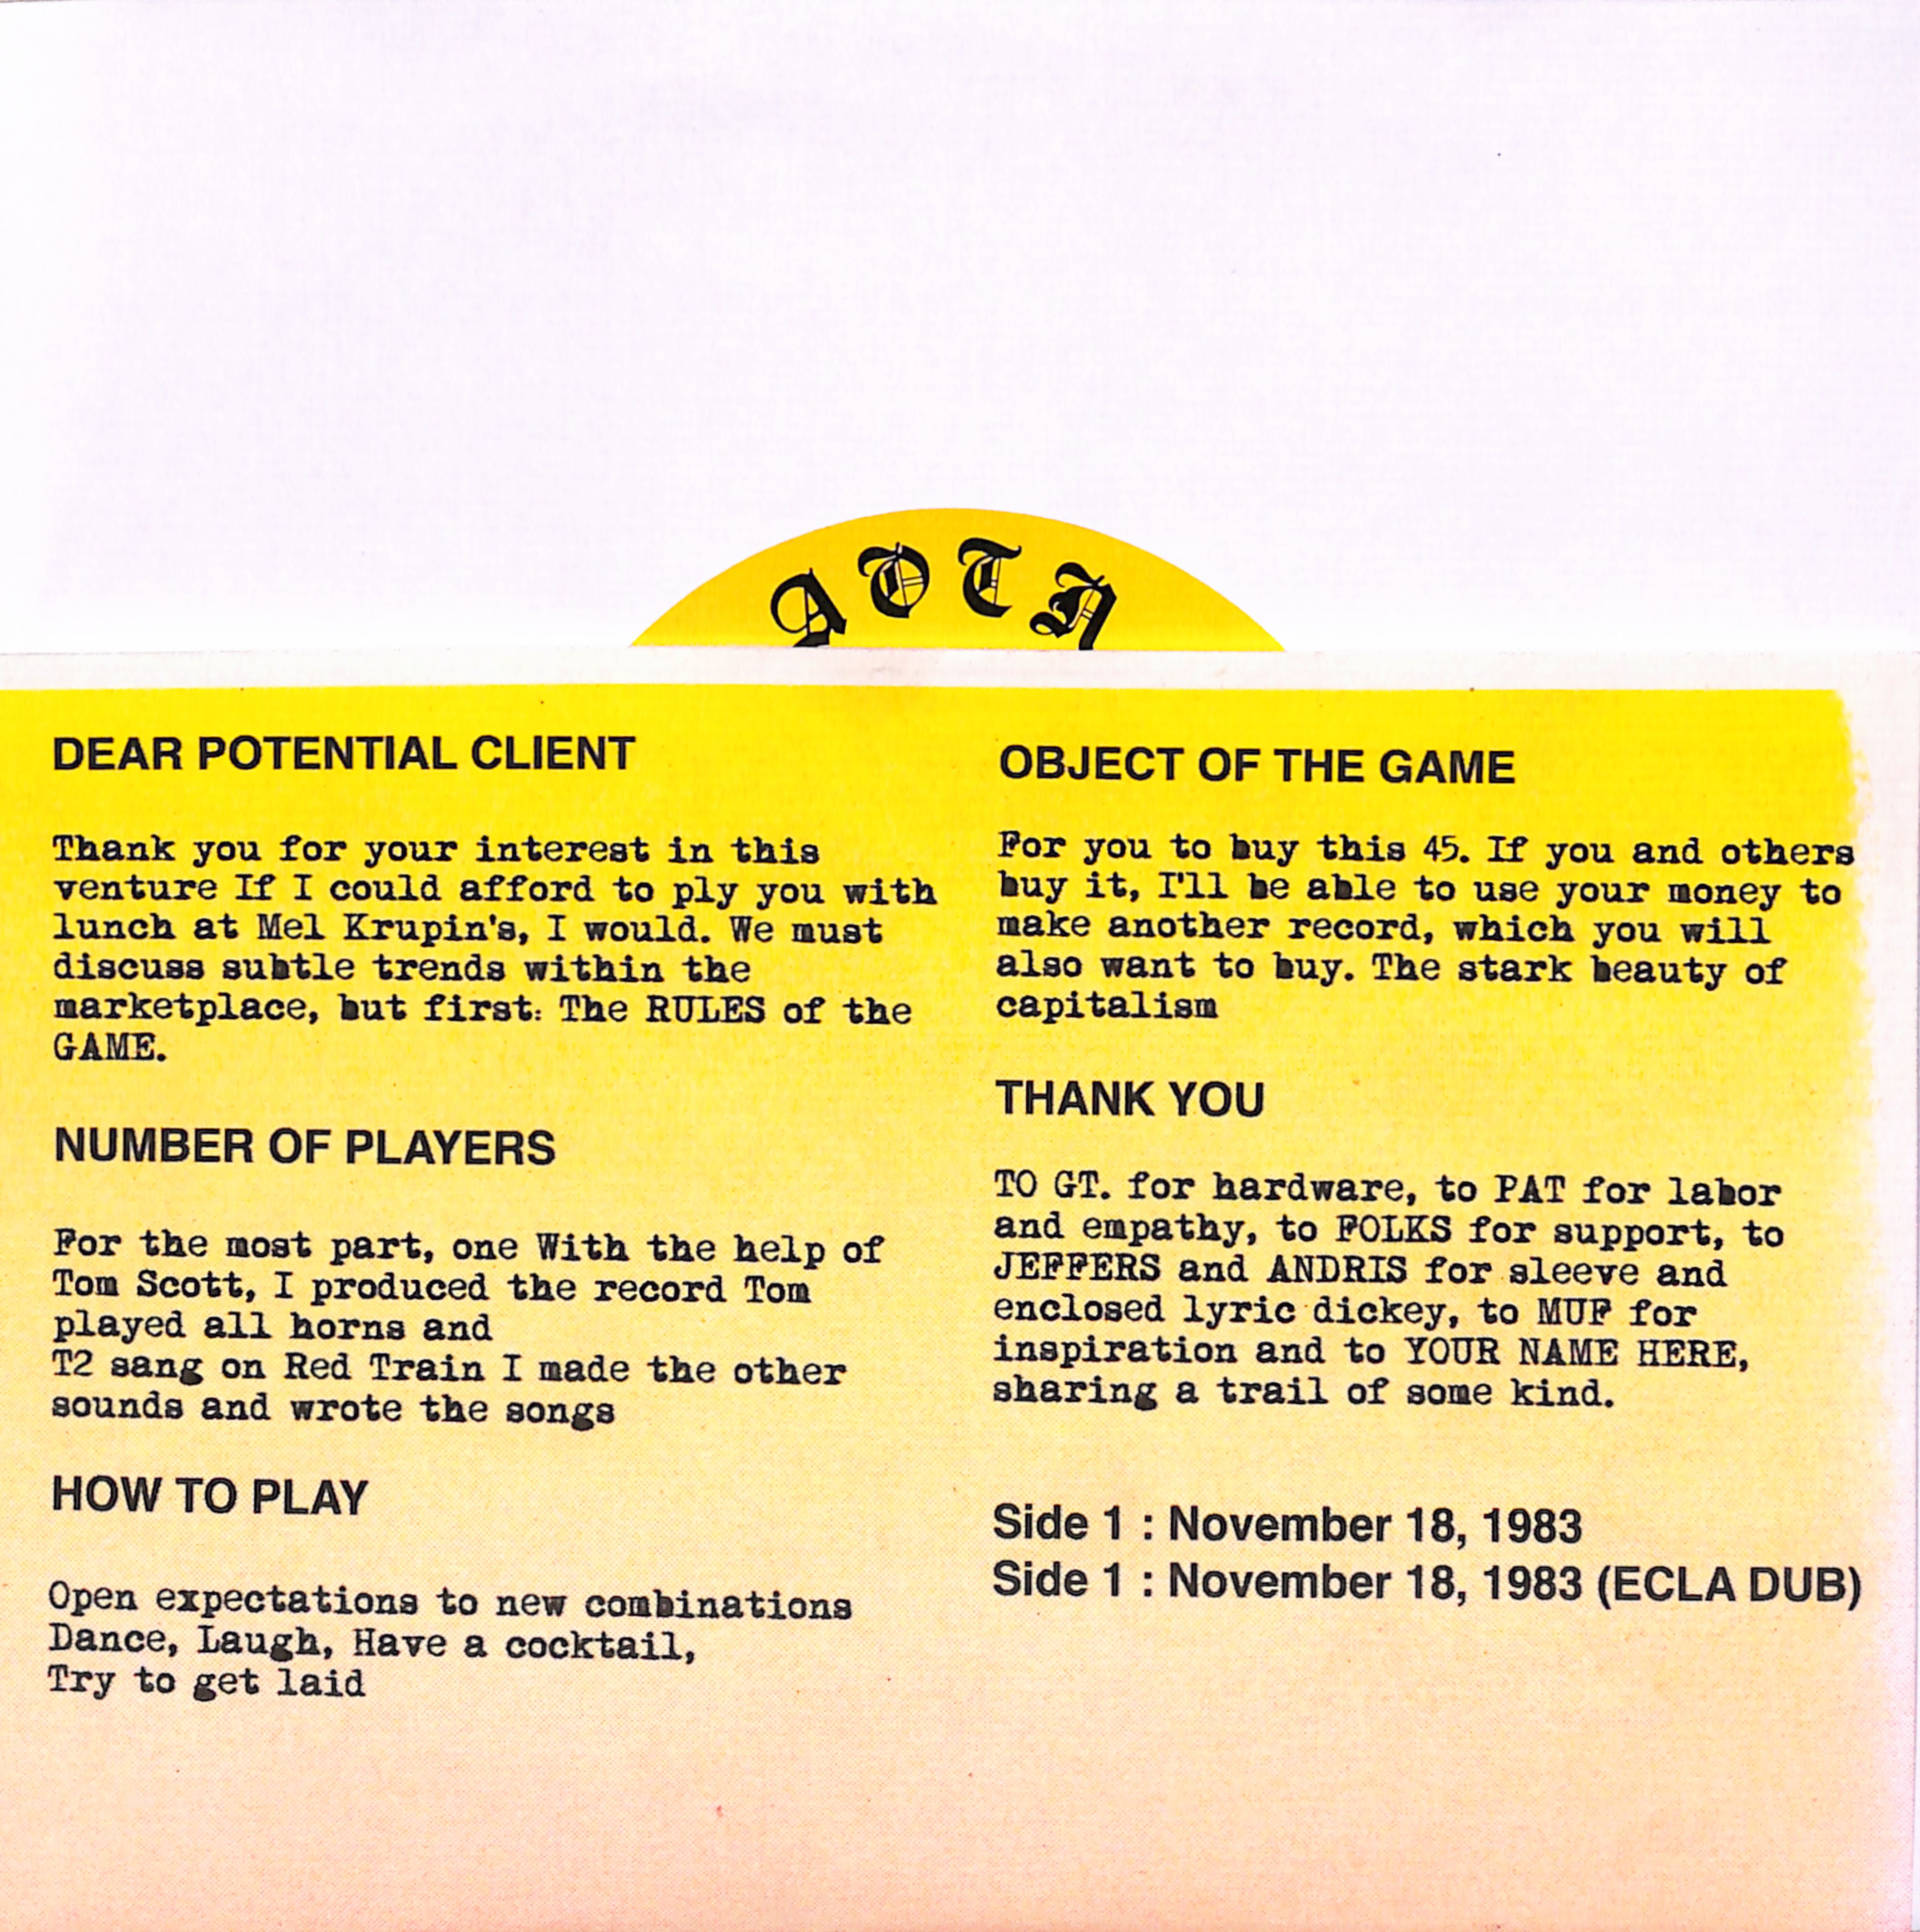 AOTN
DEAR POTENTIAL CLIENT
Thank you for your interest in this
venture If I could afford to ply you with
lunch at Mel Krupin's, I would. We must
discuss subtle trends within the
marketplace, but first: The RULES of the
GAME.
NUMBER OF PLAYERS
For the most part, one With the help of
Tom Scott, I produced the record Tom
played all horns and
T2 sang on Red Train I made the other
sounds and wrote the songs
HOW TO PLAY
Open expectations to new combinations
Dance, Laugh, Have a cocktail,
Try to get laid
OBJECT OF THE GAME
For you to buy this 45. If you and others
buy it, I'll be able to use your money to
make another record, which you will
also want to buy. The stark beauty of
capitalism
THANK YOU
TO GT. for hardware, to PAT for labor
and empathy, to FOLKS for support, to
JEFFERS and ANDRIS for sleeve and
enclosed lyric dickey, to MUF for
inspiration and to YOUR NAME HERE,
sharing a trail of some kind.
Side 1 : November 18, 1983
Side 1 : November 18, 1983 (ECLA DUB)